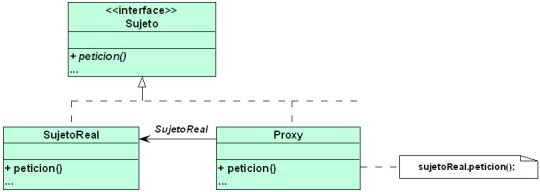 <<interface>>
Sujeto
+ peticion()
...
SujetoReal
+ peticion()
...
SujetoReal
Proxy
+ peticion()
...
sujetoReal.peticion();